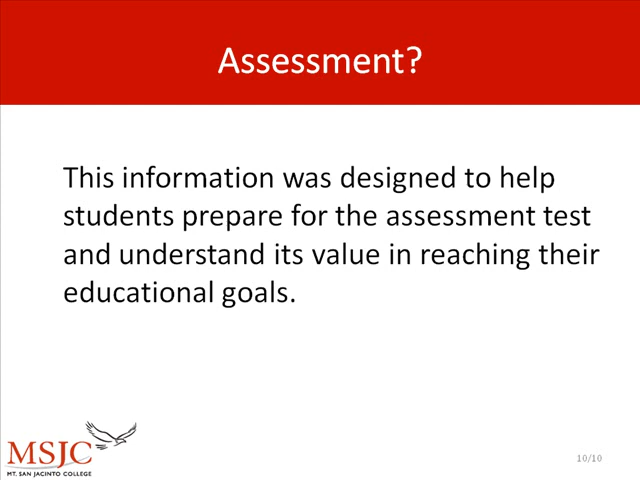 Assessment?
This information was designed to help
students prepare for the assessment test
and understand its value in reaching their
educational goals.
MSJC
MT. SAN JACINTO COLLEGE
10/10